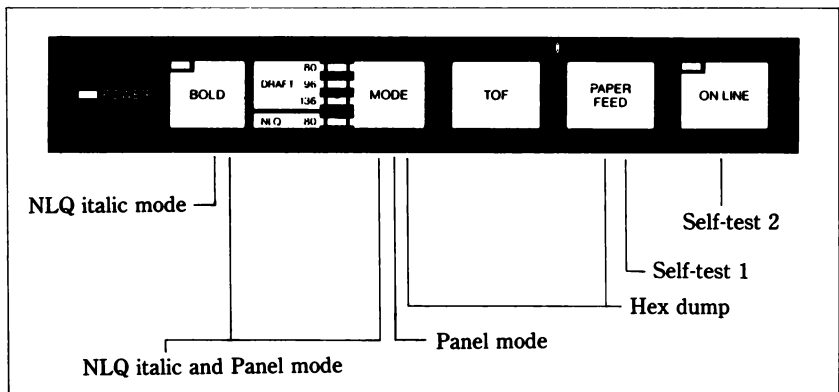 POWER
BOLD
DRAFT
80
96
136
NLQ 80
MODE
TOF
PAPER
FEED
ON LINE
NLQ italic mode
Self-test 2
Self-test 1
Hex dump
Panel mode
NLQ italic and Panel mode